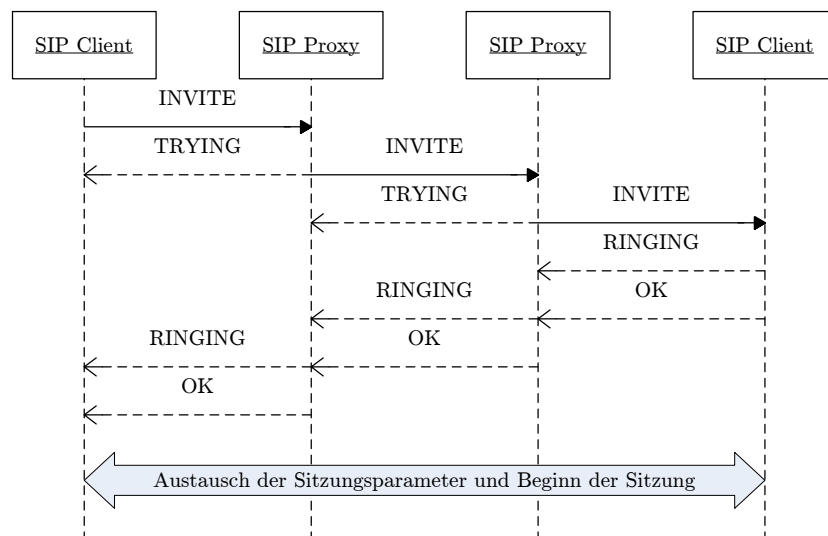 SIP Client
SIP Proxy
SIP Proxy
SIP Client
INVITE
TRYING
INVITE
TRYING
INVITE
RINGING
RINGING
OK
RINGING
OK
OK
Austausch der Sitzungsparameter und Beginn der Sitzung